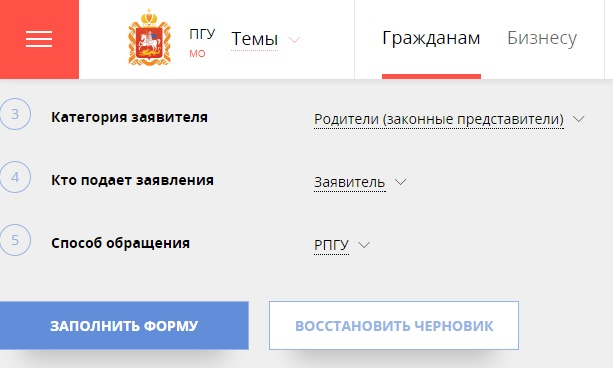 ПГУ
МО
Темы
Гражданам
Бизнесу
3 Категория заявителя Родители (законные представители)
4 Кто подает заявления Заявитель
5 Способ обращения РПГУ
ЗАПОЛНИТЬ ФОРМУ ВОССТАНОВИТЬ ЧЕРНОВИК